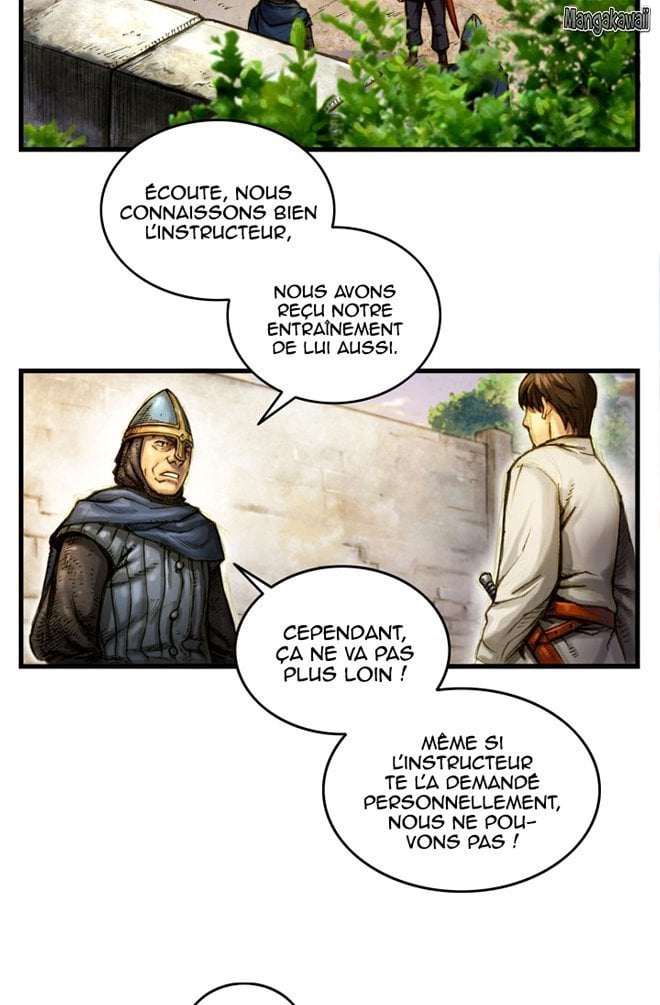 Mangakawaii
ÉCOUTE, NOUS
CONNAISSONS BIEN
L'INSTRUCTEUR,
NOUS AVONS
REÇU NOTRE
ENTRAÎNEMENT
DE LUI AUSSI.
CEPENDANT,
ÇA NE VA PAS
PLUS LOIN !
MÊME SI
L'INSTRUCTEUR
TE L'A DEMANDÉ
PERSONNELLEMENT,
NOUS NE POU-
VONS PAS !